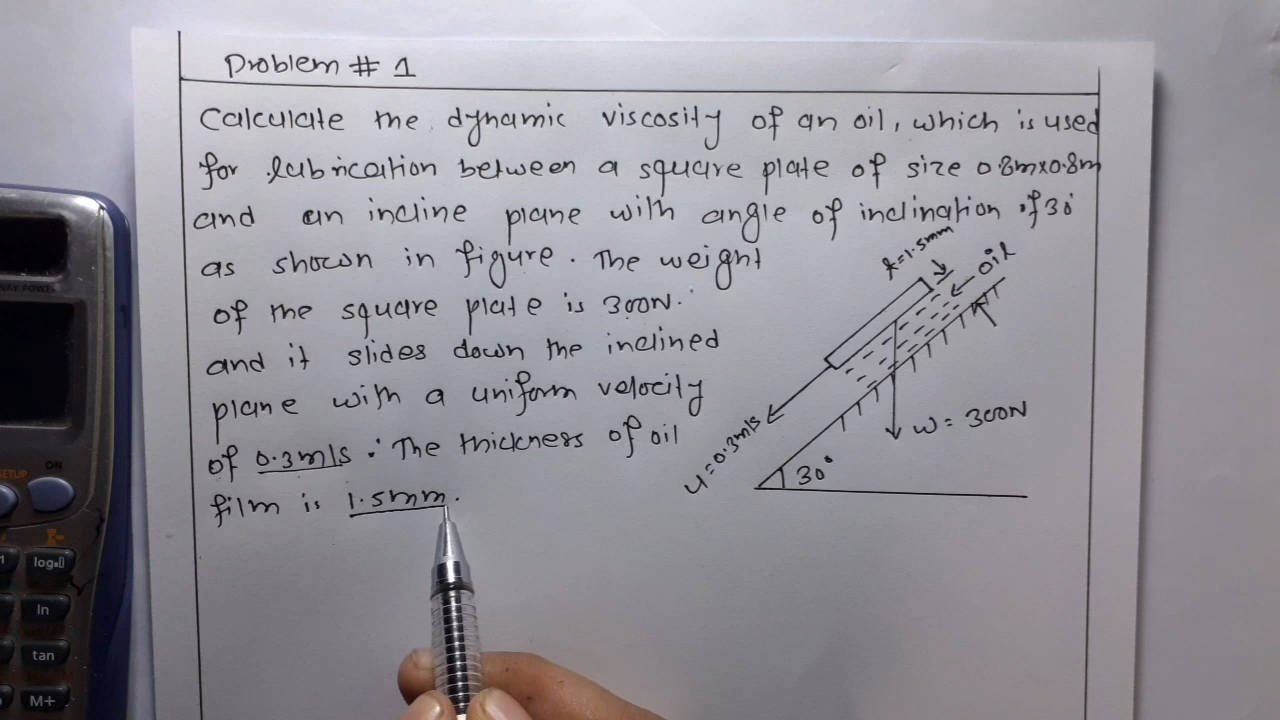 Problem # 1
Calculate the dynamic viscosity of an oil, which is used
for lubrication between a square plate of size 0.8m×0.8m
and an incline plane with angle of inclination of 30°
as shown in figure. The weight
of the square plate is 300N.
and it slides down the inclined
plane with a uniform velocity
of 0.3m/s. The thickness of oil
film is 1.5mm.
t=1.5mm
oil
u=0.3m/s
W=300N
30°
SETUP
ON
log
ln
tan
M+